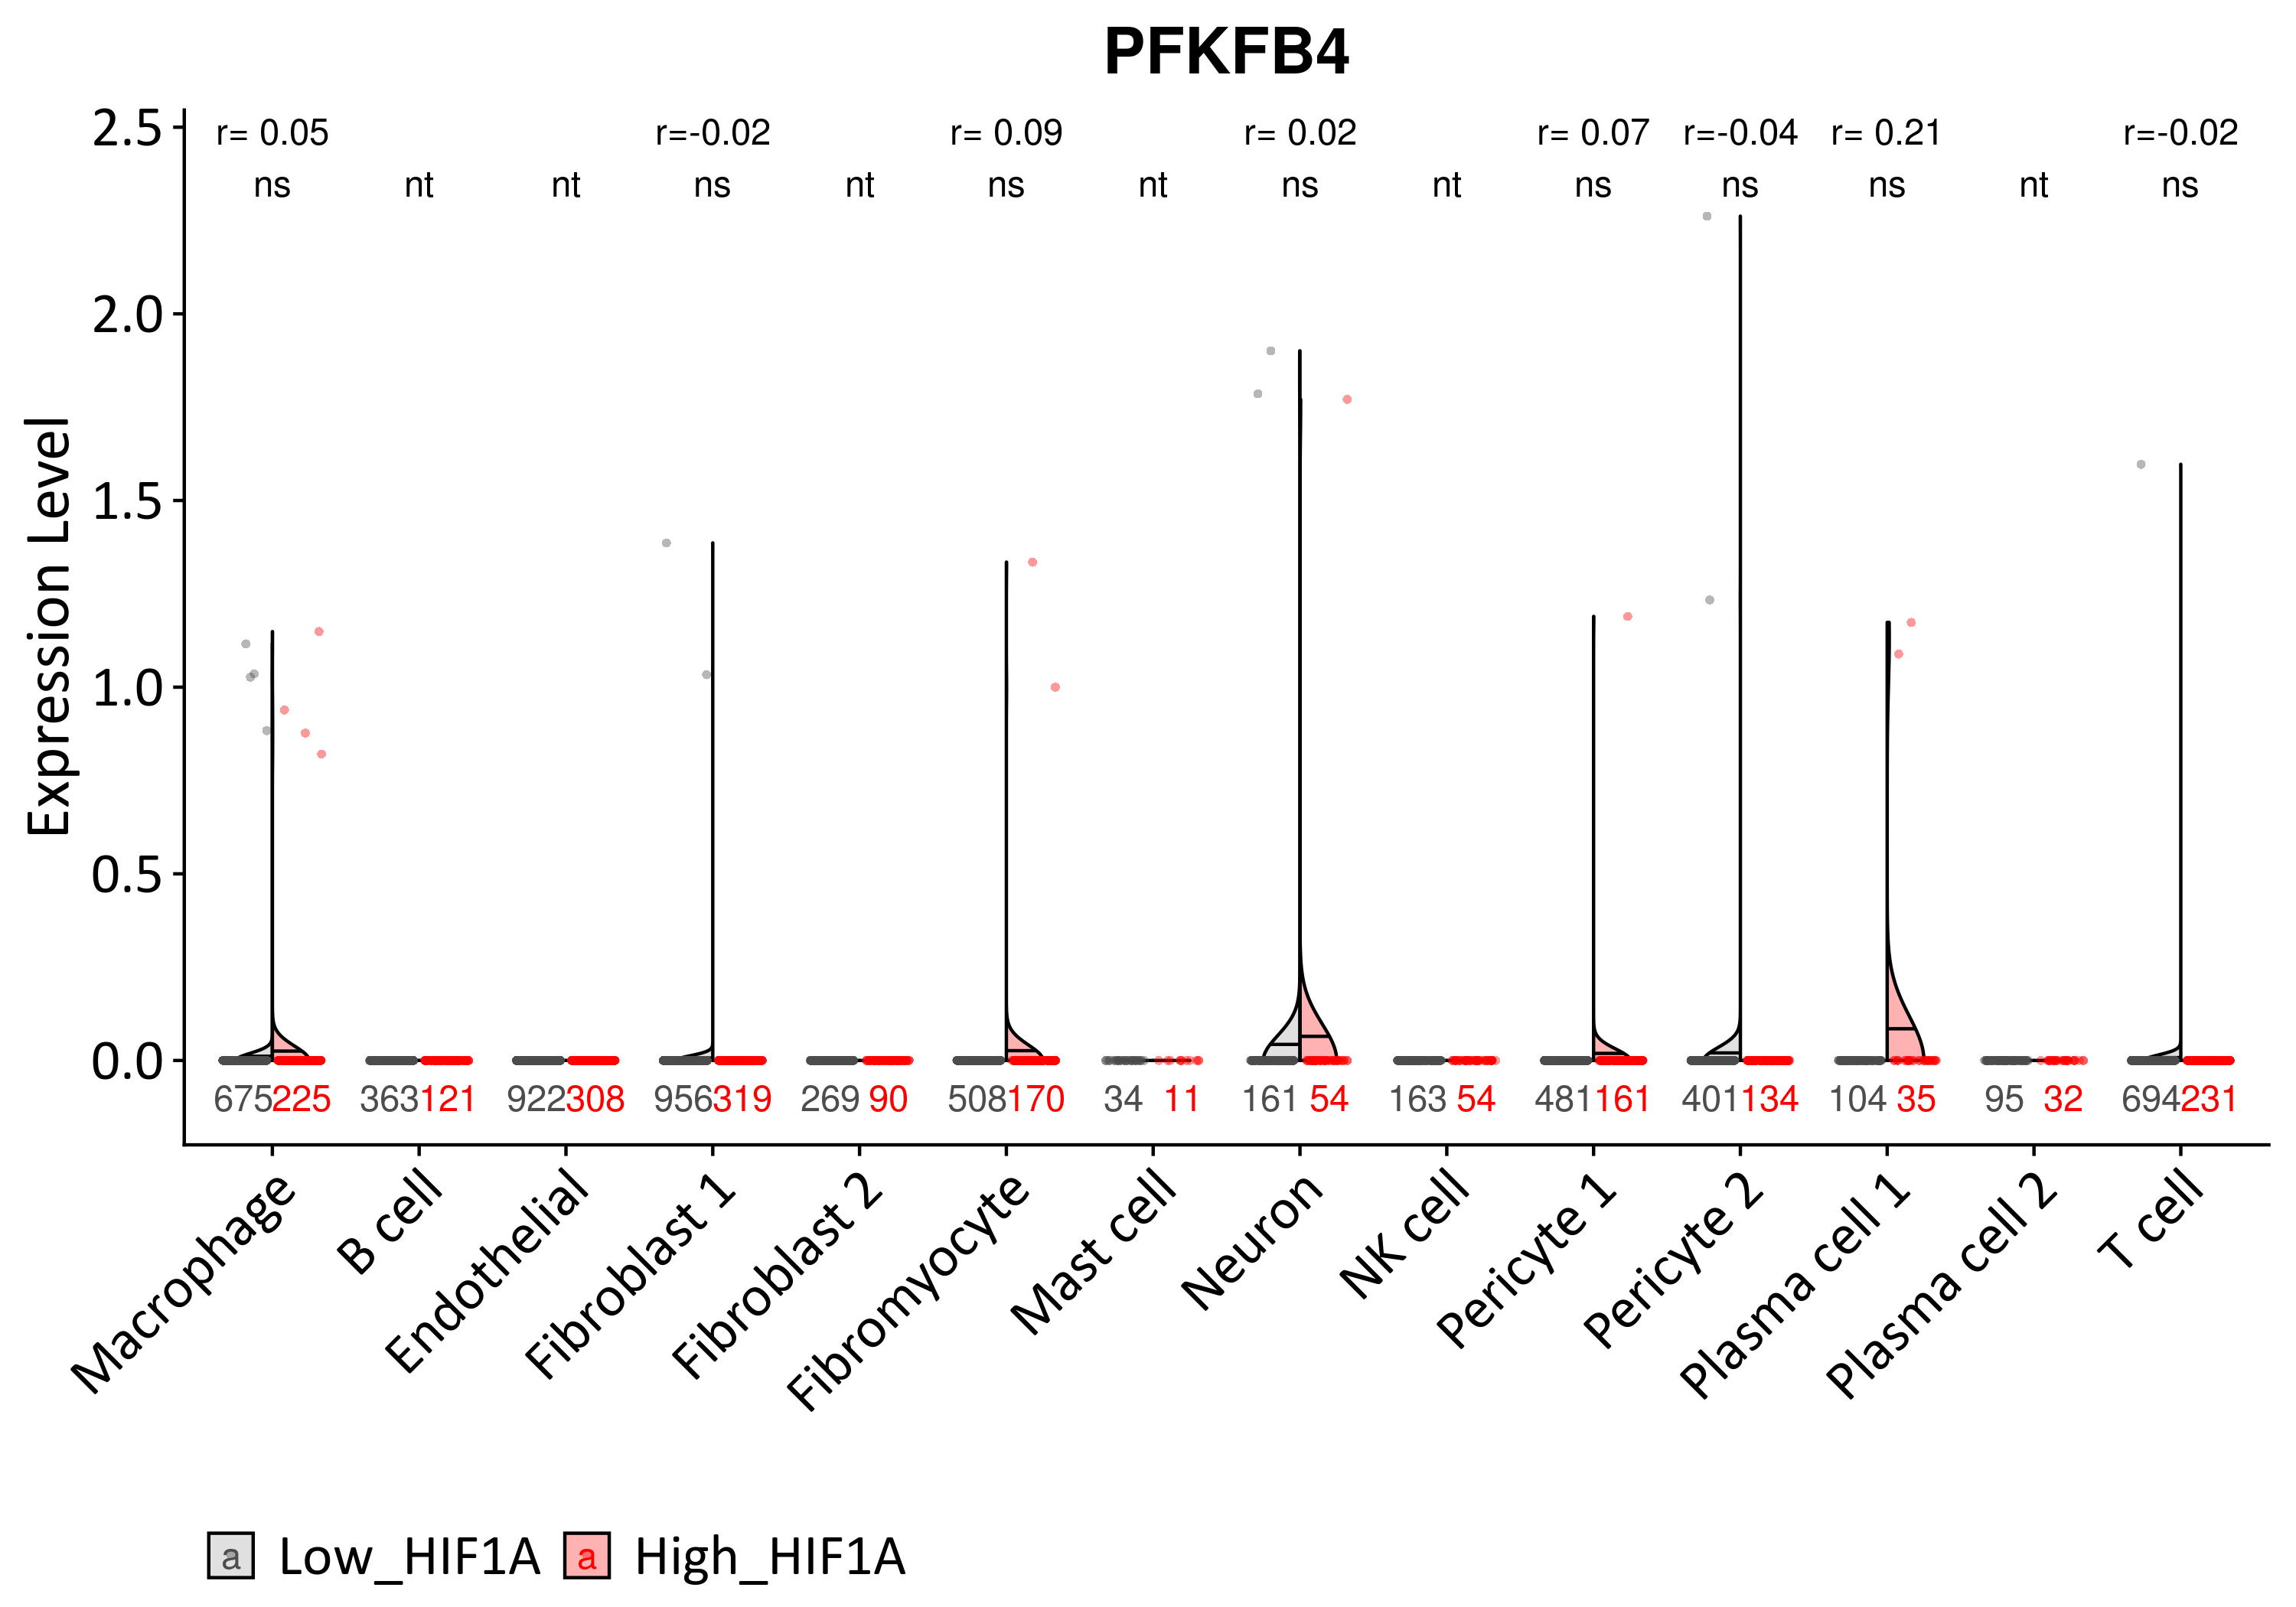 PFKFB4
Expression Level
2.5
2.0
1.5
1.0
0.5
0.0
r= 0.05 r=-0.02 r= 0.09 r= 0.02 r= 0.07 r=-0.04 r= 0.21 r=-0.02
ns nt nt ns nt ns nt ns nt ns ns ns nt ns
675 225 363 121 922 308 956 319 269 90 508 170 34 11 161 54 163 54 481 161 401 134 104 35 95 32 694 231
Macrophage
B cell
Endothelial
Fibroblast 1
Fibroblast 2
Fibromyocyte
Mast cell
Neuron
NK cell
Pericyte 1
Pericyte 2
Plasma cell 1
Plasma cell 2
T cell
a Low_HIF1A a High_HIF1A